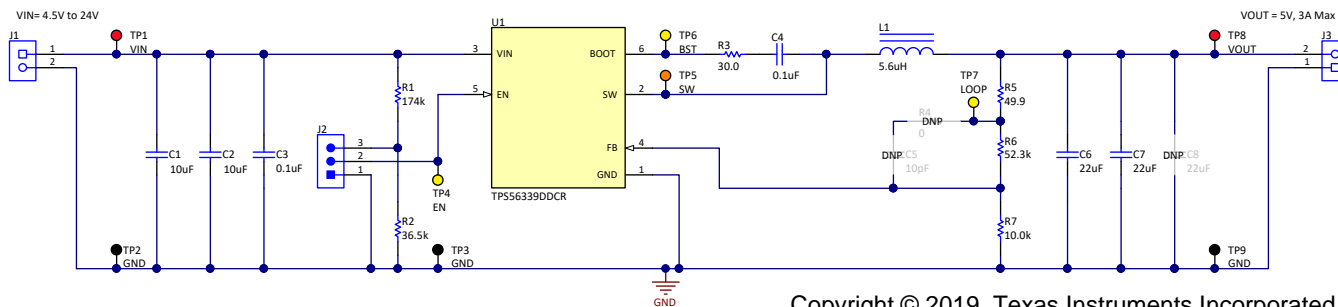 VIN= 4.5V to 24V
VOUT = 5V, 3A Max
J1
1
2
TP1
VIN
C1
10uF
C2
10uF
C3
0.1uF
TP2
GND
R1
174k
J2
3
2
1
R2
36.5k
TP4
EN
TP3
GND
U1
3
VIN
BOOT
6
5
EN
SW
2
FB
4
GND
1
TPS56339DDCR
TP6
BST
TP5
SW
R3
30.0
C4
0.1uF
L1
5.6uH
TP7
LOOP
R4
DNP
0
DNP
C5
10pF
R5
49.9
R6
52.3k
R7
10.0k
C6
22uF
C7
22uF
DNP
C8
22uF
TP8
VOUT
J3
2
1
TP9
GND
GND
Copyright © 2019, Texas Instruments Incorporated